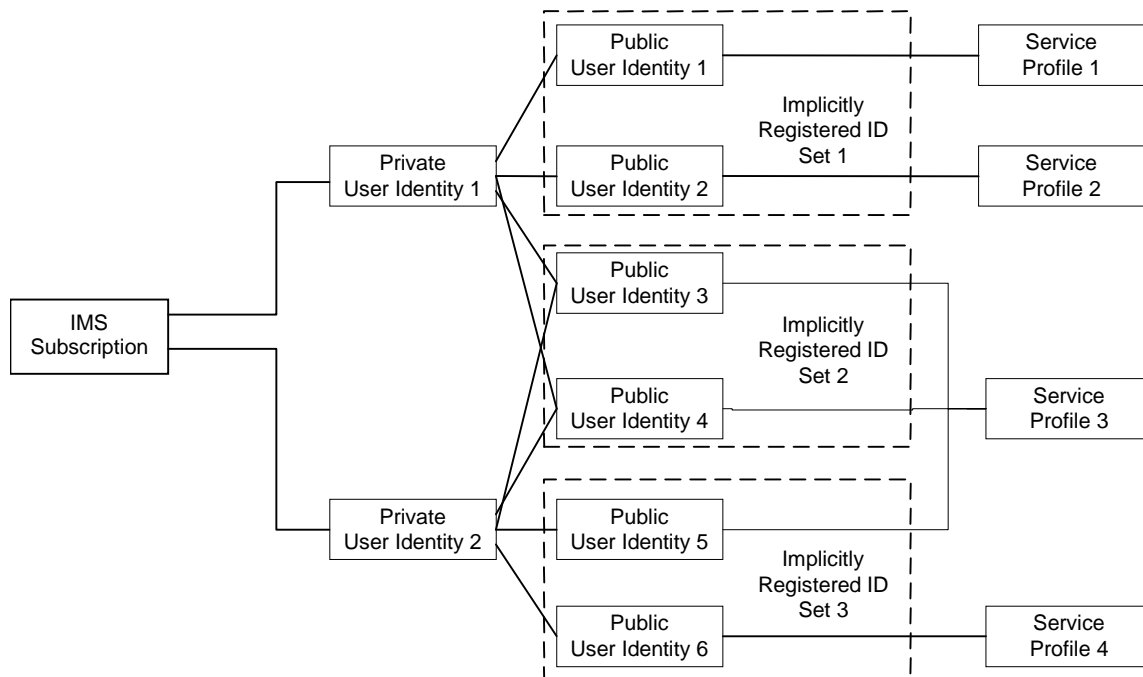 Public
User Identity 1
Service
Profile 1
Implicitly
Registered ID
Set 1
Private
User Identity 1
Public
User Identity 2
Service
Profile 2
Public
User Identity 3
IMS
Subscription
Implicitly
Registered ID
Set 2
Public
User Identity 4
Service
Profile 3
Private
User Identity 2
Public
User Identity 5
Implicitly
Registered ID
Set 3
Public
User Identity 6
Service
Profile 4